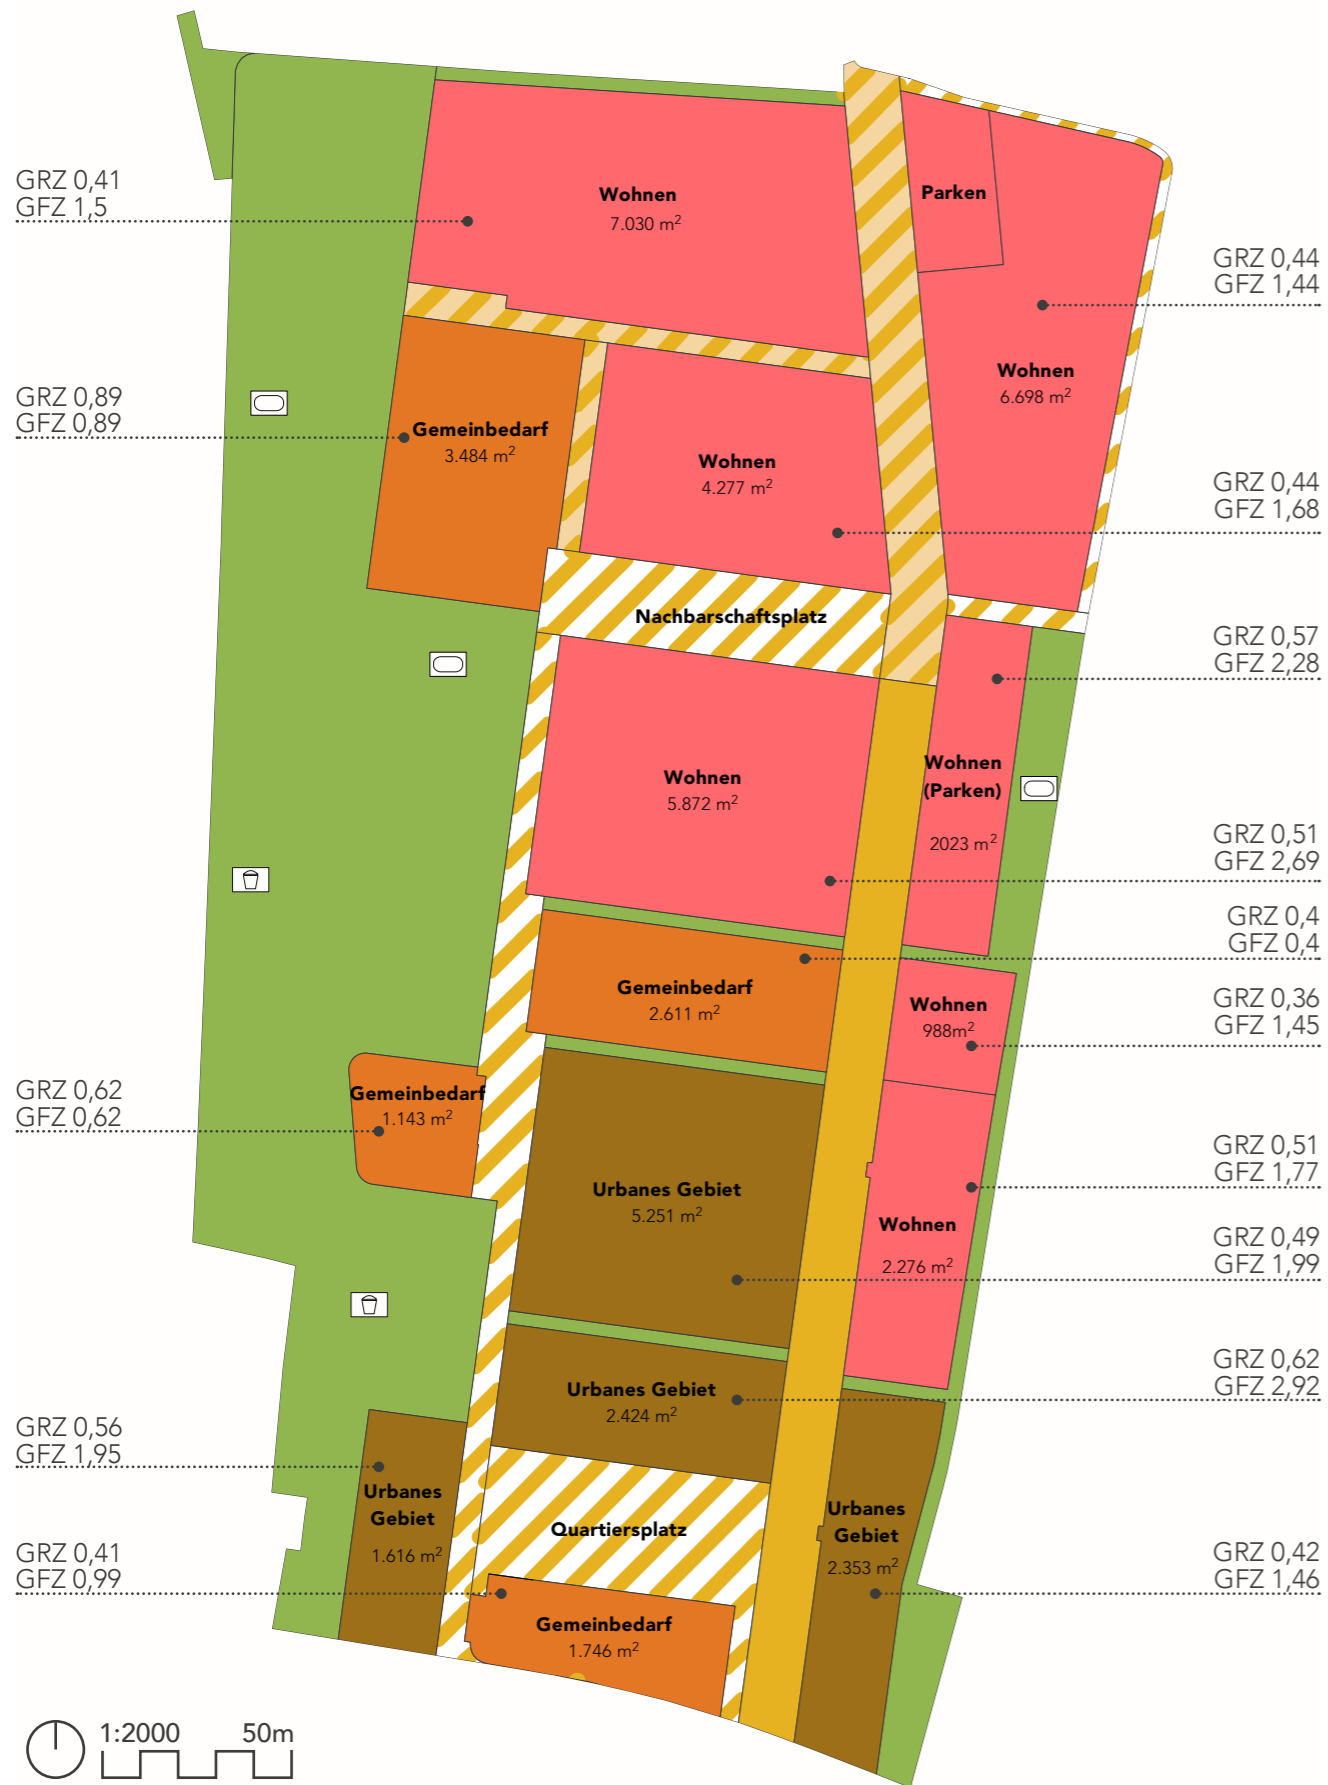 GRZ 0,41
GFZ 1,5
GRZ 0,89
GFZ 0,89
GRZ 0,62
GFZ 0,62
GRZ 0,56
GFZ 1,95
GRZ 0,41
GFZ 0,99
Wohnen
7.030 m²
Parken
Wohnen
6.698 m²
Gemeinbedarf
3.484 m²
Wohnen
4.277 m²
Nachbarschaftsplatz
Wohnen
5.872 m²
Wohnen
(Parken)
2023 m²
Gemeinbedarf
2.611 m²
Wohnen
988m²
Gemeinbedarf
1.143 m²
Urbanes Gebiet
5.251 m²
Wohnen
2.276 m²
Urbanes Gebiet
2.424 m²
Urbanes
Gebiet
1.616 m²
Quartiersplatz
Urbanes
Gebiet
2.353 m²
Gemeinbedarf
1.746 m²
GRZ 0,44
GFZ 1,44
GRZ 0,44
GFZ 1,68
GRZ 0,57
GFZ 2,28
GRZ 0,51
GFZ 2,69
GRZ 0,4
GFZ 0,4
GRZ 0,36
GFZ 1,45
GRZ 0,51
GFZ 1,77
GRZ 0,49
GFZ 1,99
GRZ 0,62
GFZ 2,92
GRZ 0,42
GFZ 1,46
1:2000 50m